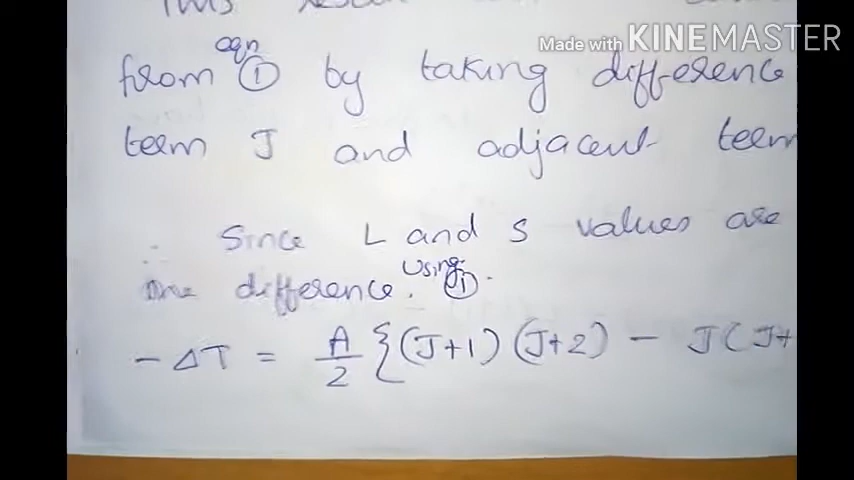 Made with KINEMASTER
This
from eqn ① by taking difference
term J and adjacent term
∴ Since L and S values are
difference. Using ①.
- ΔT = A/2 {(J+1) (J+2) - J(J+